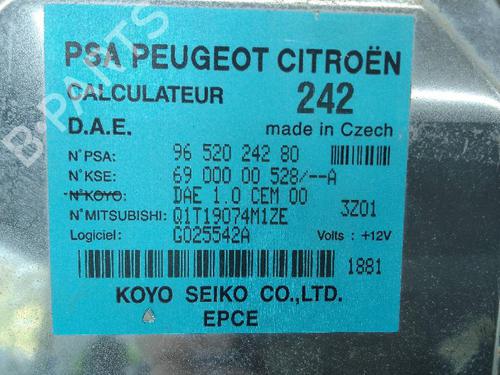 PSA PEUGEOT CITROËN
CALCULATEUR 242
D.A.E. made in Czech
N°PSA: 96 520 242 80
N°KSE: 69 000 00 528/--A
N°KOYO: DAE 1.0 CEM 00
N°MITSUBISHI: Q1T19074M1ZE 3Z01
Logiciel: G025542A Volts : +12V
1881
KOYO SEIKO CO.,LTD.
EPCE
B-PARTS